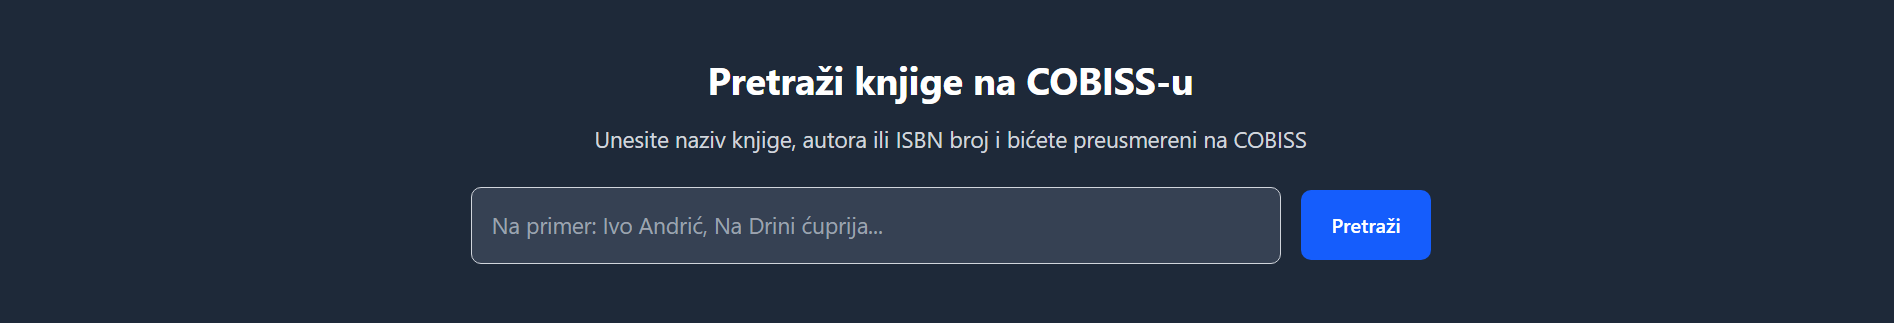 Pretraži knjige na COBISS-u
Unesite naziv knjige, autora ili ISBN broj i bićete preusmereni na COBISS
Na primer: Ivo Andrić, Na Drini ćuprija...
Pretraži